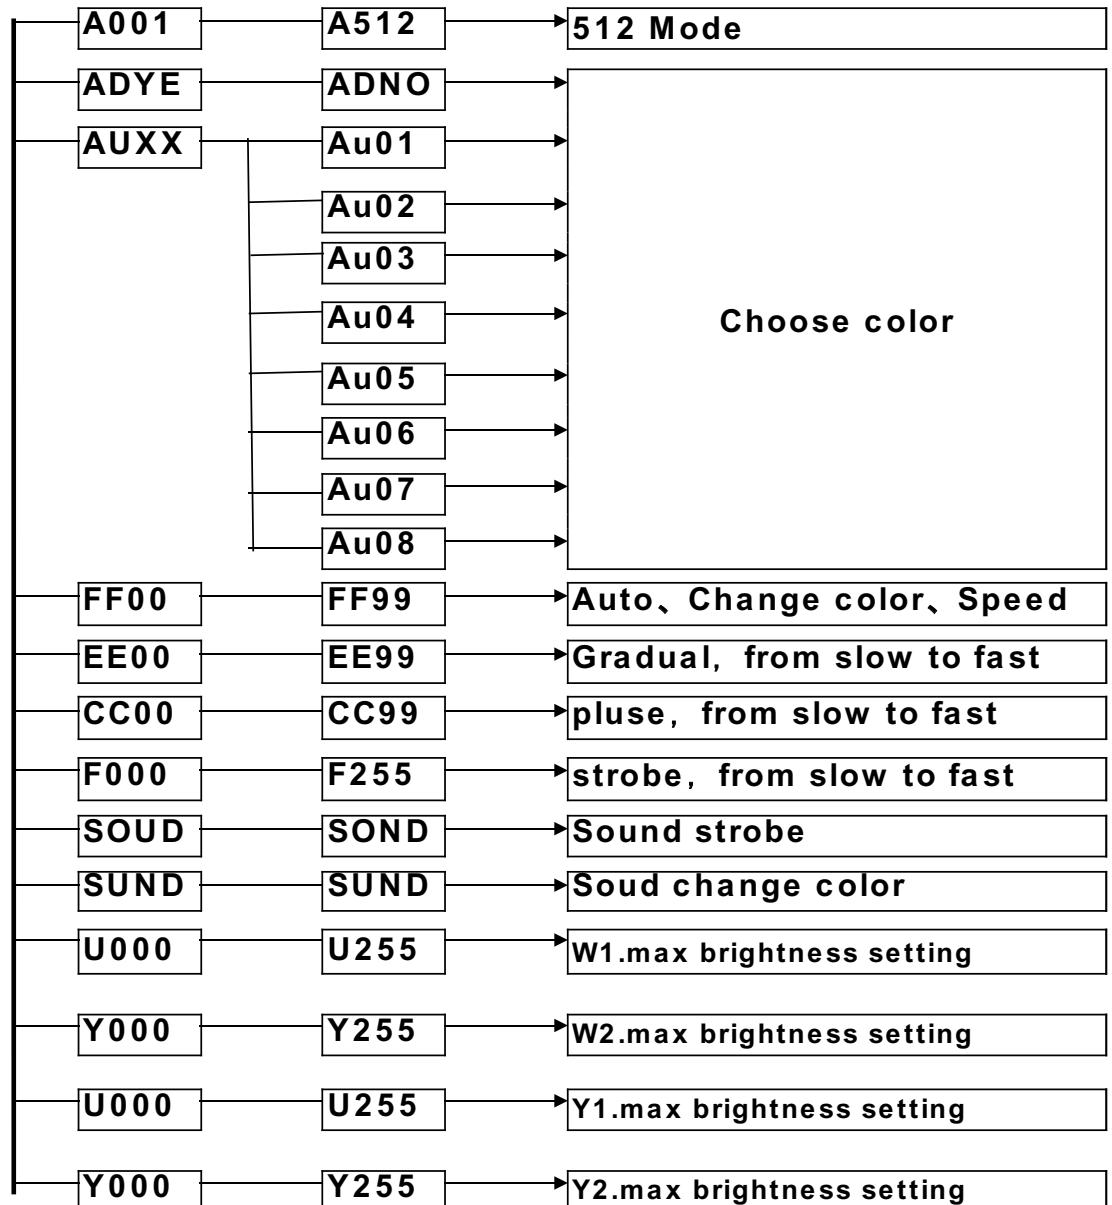 A001 A512 512 Mode
ADYE ADNO
AUXX Au01
Au02
Au03
Au04 Choose color
Au05
Au06
Au07
Au08
FF00 FF99 Auto、Change color、Speed
EE00 EE99 Gradual, from slow to fast
CC00 CC99 pluse, from slow to fast
F000 F255 strobe, from slow to fast
SOUD SOND Sound strobe
SUND SUND Soud change color
U000 U255 W1.max brightness setting
Y000 Y255 W2.max brightness setting
U000 U255 Y1.max brightness setting
Y000 Y255 Y2.max brightness setting